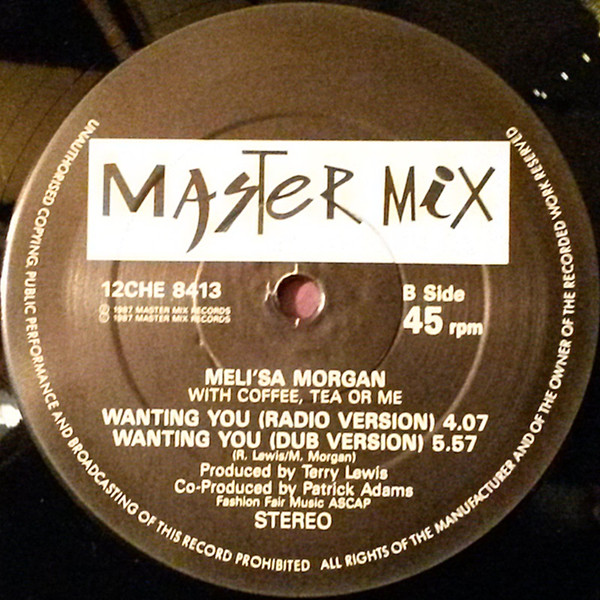 MASTER MiX
12CHE 8413
℗ 1987 MASTER MIX RECORDS
© 1987 MASTER MIX RECORDS
B Side
45 rpm
MELI'SA MORGAN
WITH COFFEE, TEA OR ME
WANTING YOU (RADIO VERSION) 4.07
WANTING YOU (DUB VERSION) 5.57
(R. Lewis/M. Morgan)
Produced by Terry Lewis
Co-Produced by Patrick Adams
Fashion Fair Music ASCAP
STEREO
UNAUTHORISED COPYING, PUBLIC PERFORMANCE AND BROADCASTING OF THIS RECORD PROHIBITED ALL RIGHTS OF THE MANUFACTURER AND OF THE OWNER OF THE RECORDED WORK RESERVED